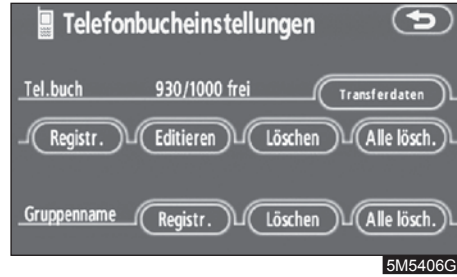 Telefonbucheinstellungen
Tel.buch 930/1000 frei Transferdaten
Registr. Editieren Löschen Alle lösch.
Gruppenname Registr. Löschen Alle lösch.
5M5406G